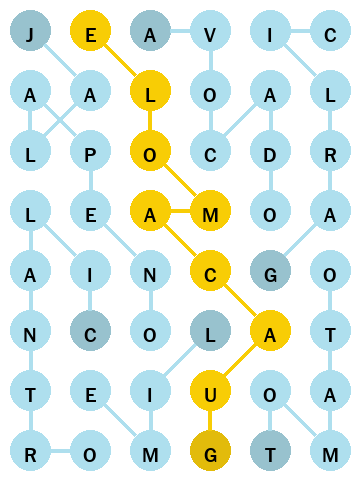 J E A V I C
A A L O A L
L P O C D R
L E A M O A
A I N C G O
N C O L A T
T E I U O A
R O M G T M